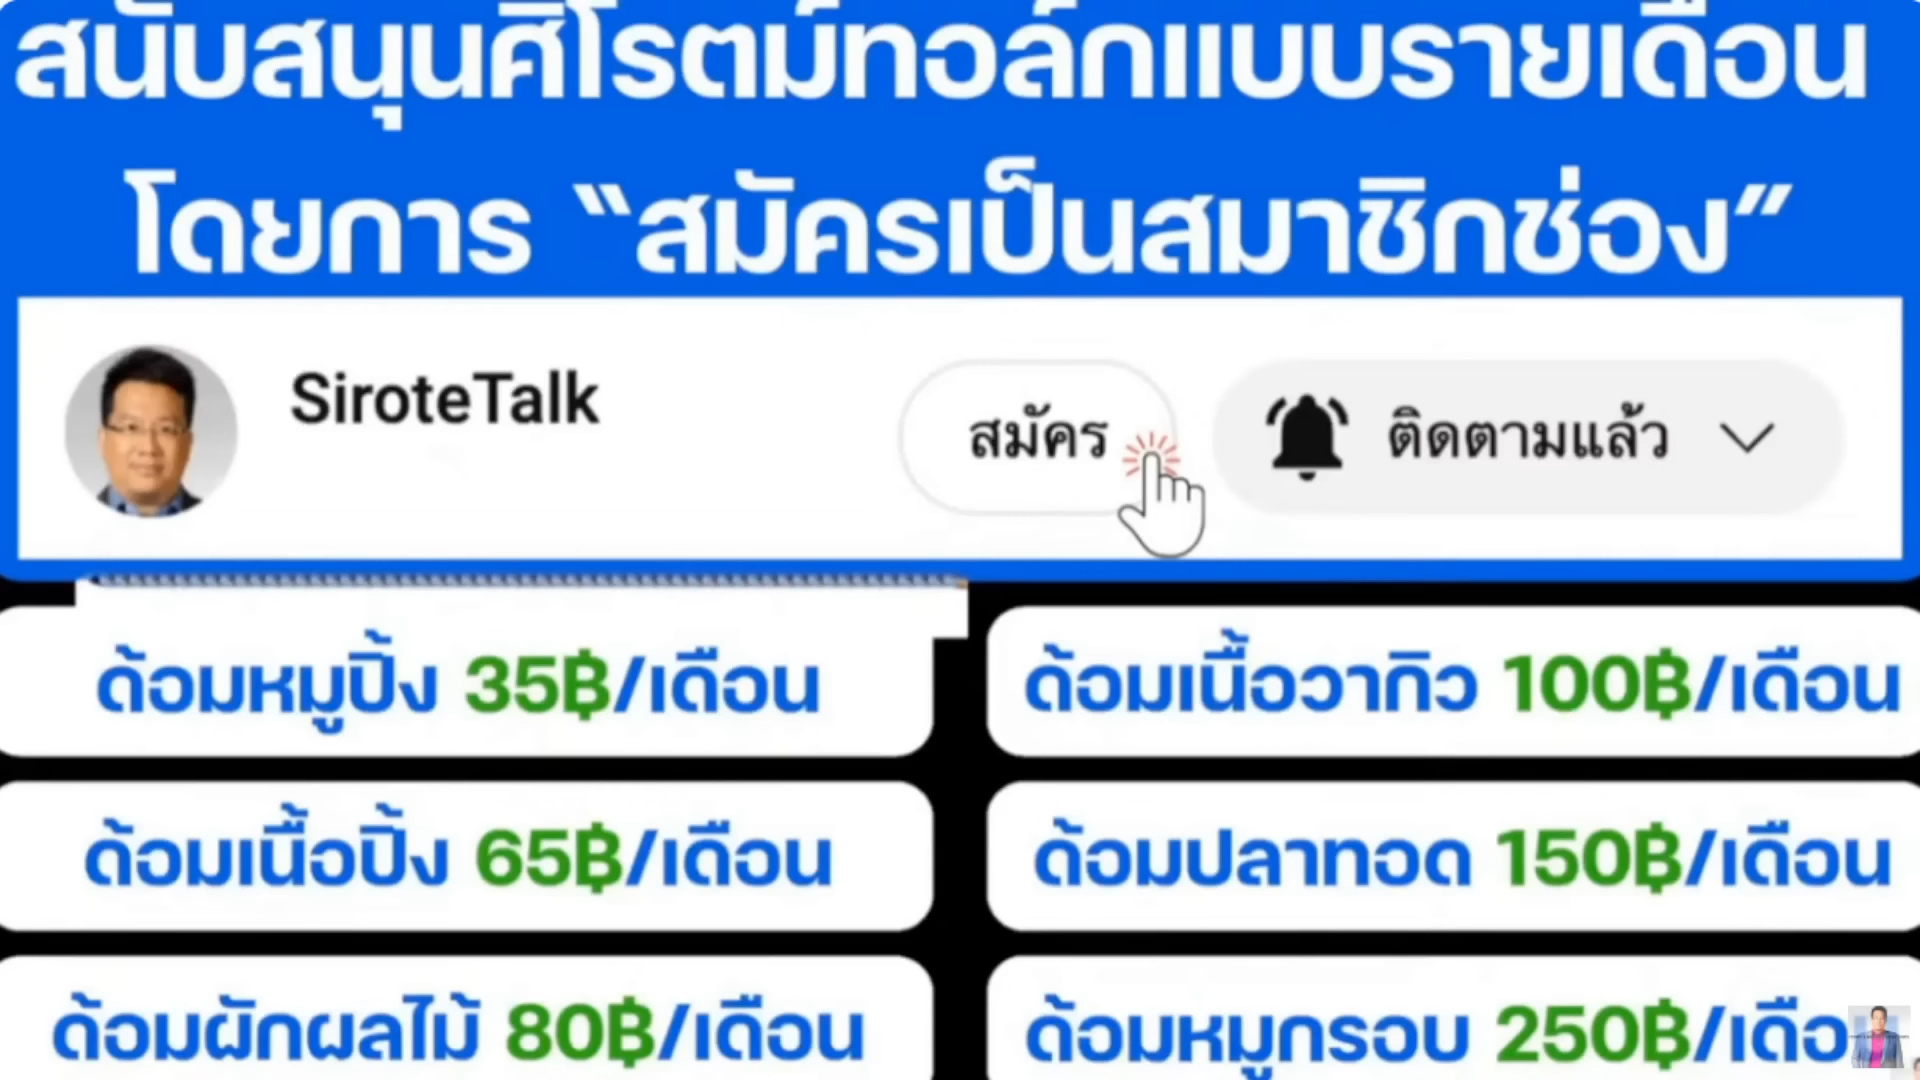 สนับสนุนศิโรตม์ทอล์กแบบรายเดือน
โดยการ “สมัครเป็นสมาชิกช่อง”
SiroteTalk
สมัคร
ติดตามแล้ว
ด้อมหมูปิ้ง 35฿/เดือน
ด้อมเนื้อวากิว 100฿/เดือน
ด้อมเนื้อปิ้ง 65฿/เดือน
ด้อมปลาทอด 150฿/เดือน
ด้อมผักผลไม้ 80฿/เดือน
ด้อมหมูกรอบ 250฿/เดือ